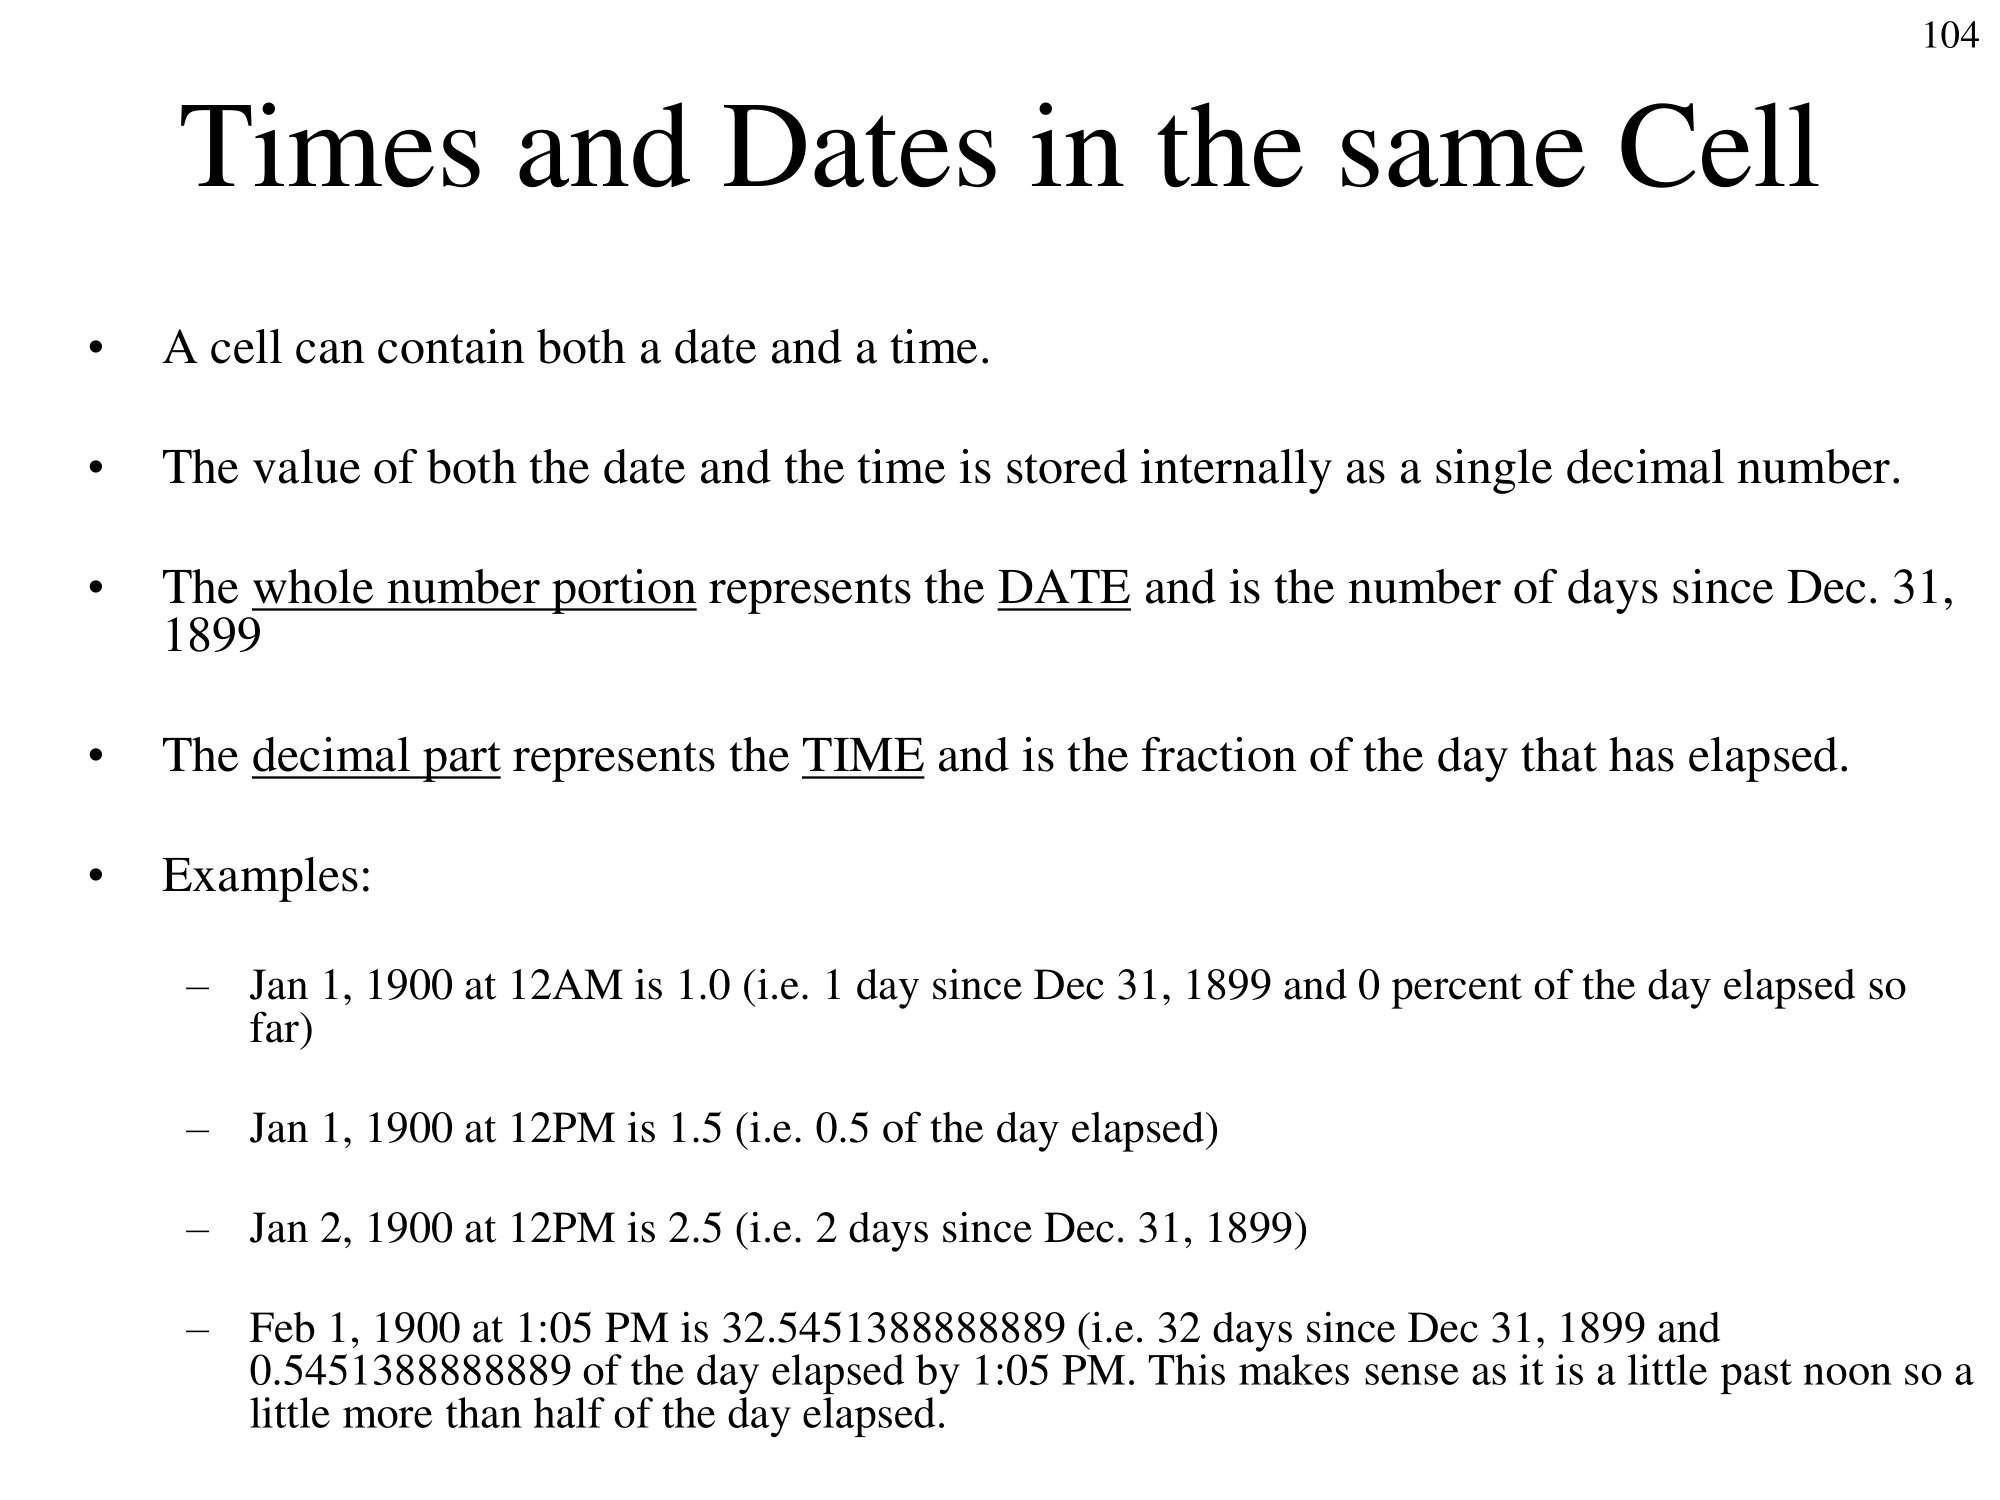 104
Times and Dates in the same Cell
• A cell can contain both a date and a time.
• The value of both the date and the time is stored internally as a single decimal number.
• The whole number portion represents the DATE and is the number of days since Dec. 31,
1899
• The decimal part represents the TIME and is the fraction of the day that has elapsed.
• Examples:
– Jan 1, 1900 at 12AM is 1.0 (i.e. 1 day since Dec 31, 1899 and 0 percent of the day elapsed so
far)
– Jan 1, 1900 at 12PM is 1.5 (i.e. 0.5 of the day elapsed)
– Jan 2, 1900 at 12PM is 2.5 (i.e. 2 days since Dec. 31, 1899)
– Feb 1, 1900 at 1:05 PM is 32.5451388888889 (i.e. 32 days since Dec 31, 1899 and
0.5451388888889 of the day elapsed by 1:05 PM. This makes sense as it is a little past noon so a
little more than half of the day elapsed.